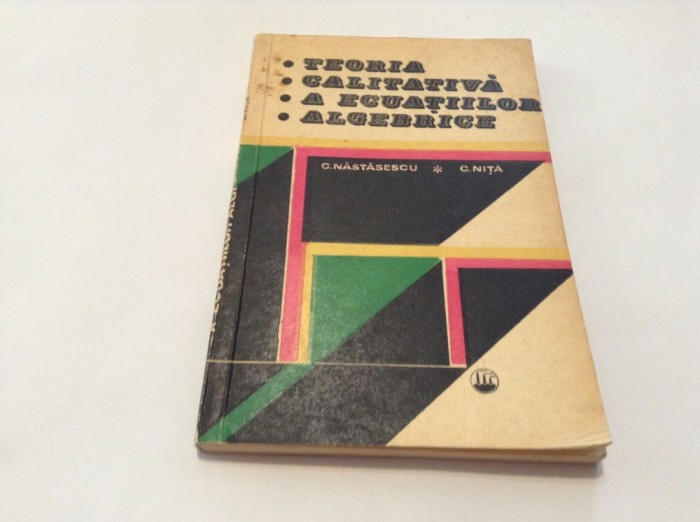 • TEORIA
• CALITATIVĂ
• A ECUAȚIILOR
• ALGEBRICE
C.NĂSTĂSESCU * C.NIȚĂ